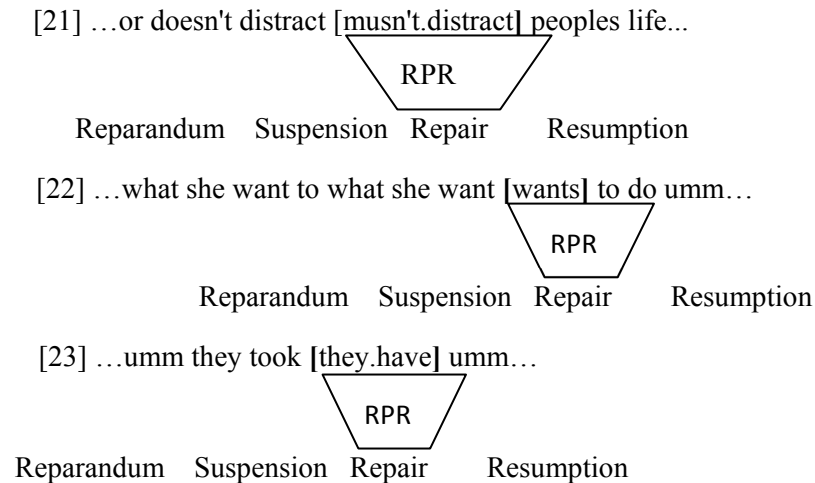 [21] …or doesn't distract [musn't.distract] peoples life...
RPR
Reparandum Suspension Repair Resumption
[22] …what she want to what she want [wants] to do umm…
RPR
Reparandum Suspension Repair Resumption
[23] …umm they took [they.have] umm…
RPR
Reparandum Suspension Repair Resumption